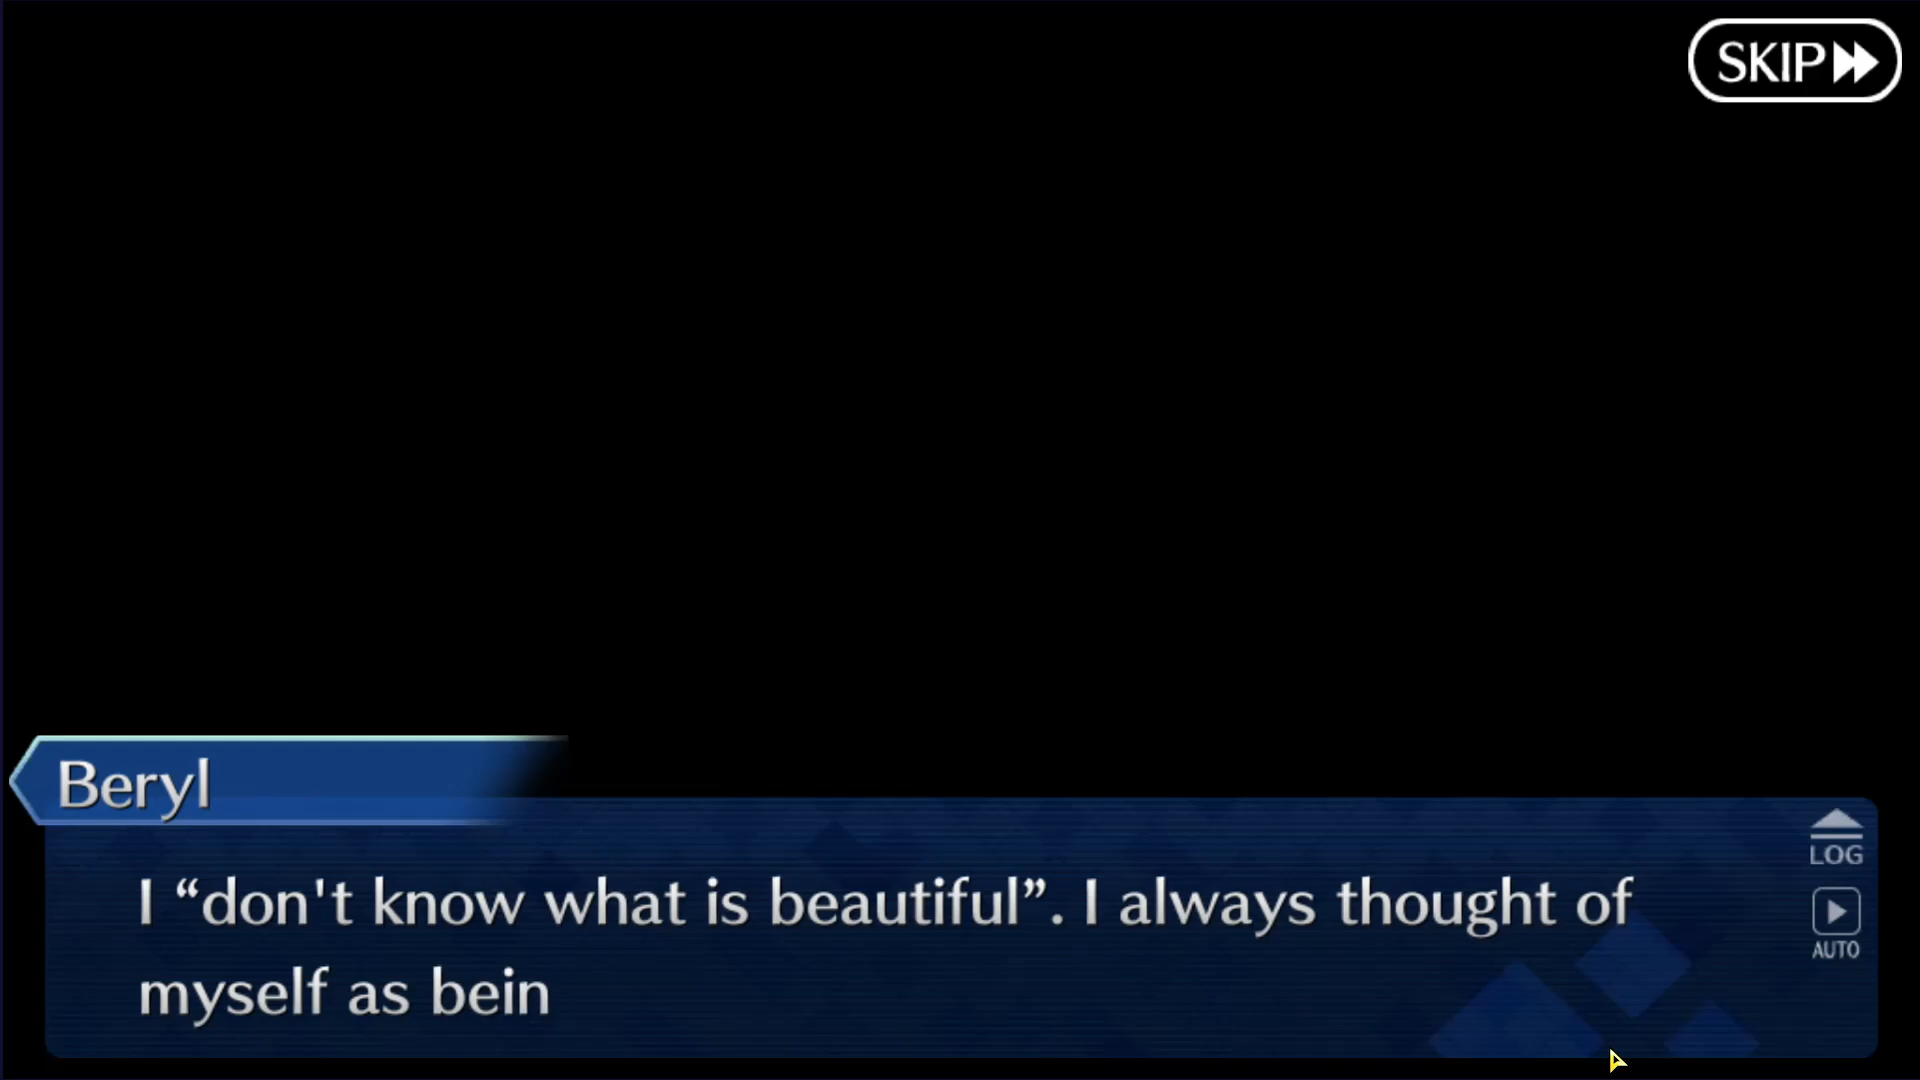 SKIP
Beryl
LOG
I “don't know what is beautiful”. I always thought of
AUTO
myself as bein